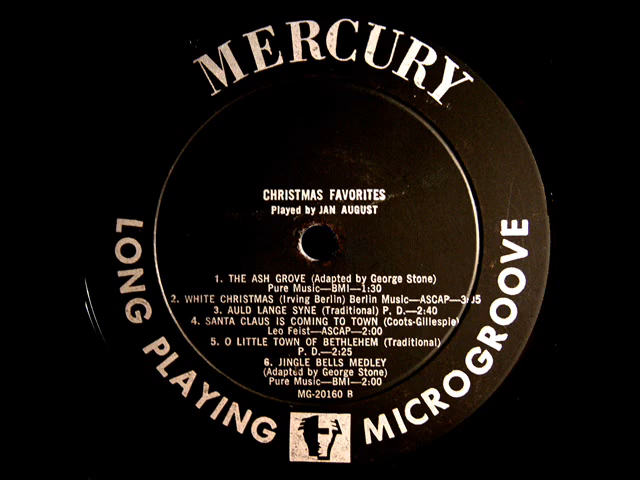 MERCURY
CHRISTMAS FAVORITES
Played by JAN AUGUST
1. THE ASH GROVE (Adapted by George Stone)
Pure Music—BMI—1:30
2. WHITE CHRISTMAS (Irving Berlin) Berlin Music—ASCAP—3:05
3. AULD LANGE SYNE (Traditional) P. D.—2:40
4. SANTA CLAUS IS COMING TO TOWN (Coots-Gillespie)
Leo Feist—ASCAP—2:00
5. O LITTLE TOWN OF BETHLEHEM (Traditional)
P. D.—2:25
6. JINGLE BELLS MEDLEY
(Adapted by George Stone)
Pure Music—BMI—2:00
MG-20160 B
LONG PLAYING
MICROGROOVE